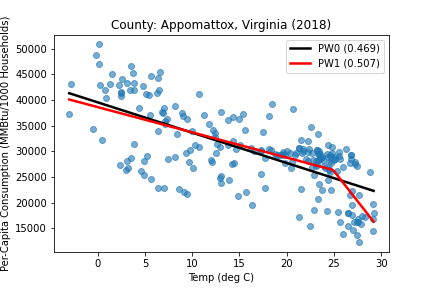 County: Appomattox, Virginia (2018)
PW0 (0.469)
PW1 (0.507)
Per-Capita Consumption (MMBtu/1000 Households)
50000
45000
40000
35000
30000
25000
20000
15000
0 5 10 15 20 25 30
Temp (deg C)